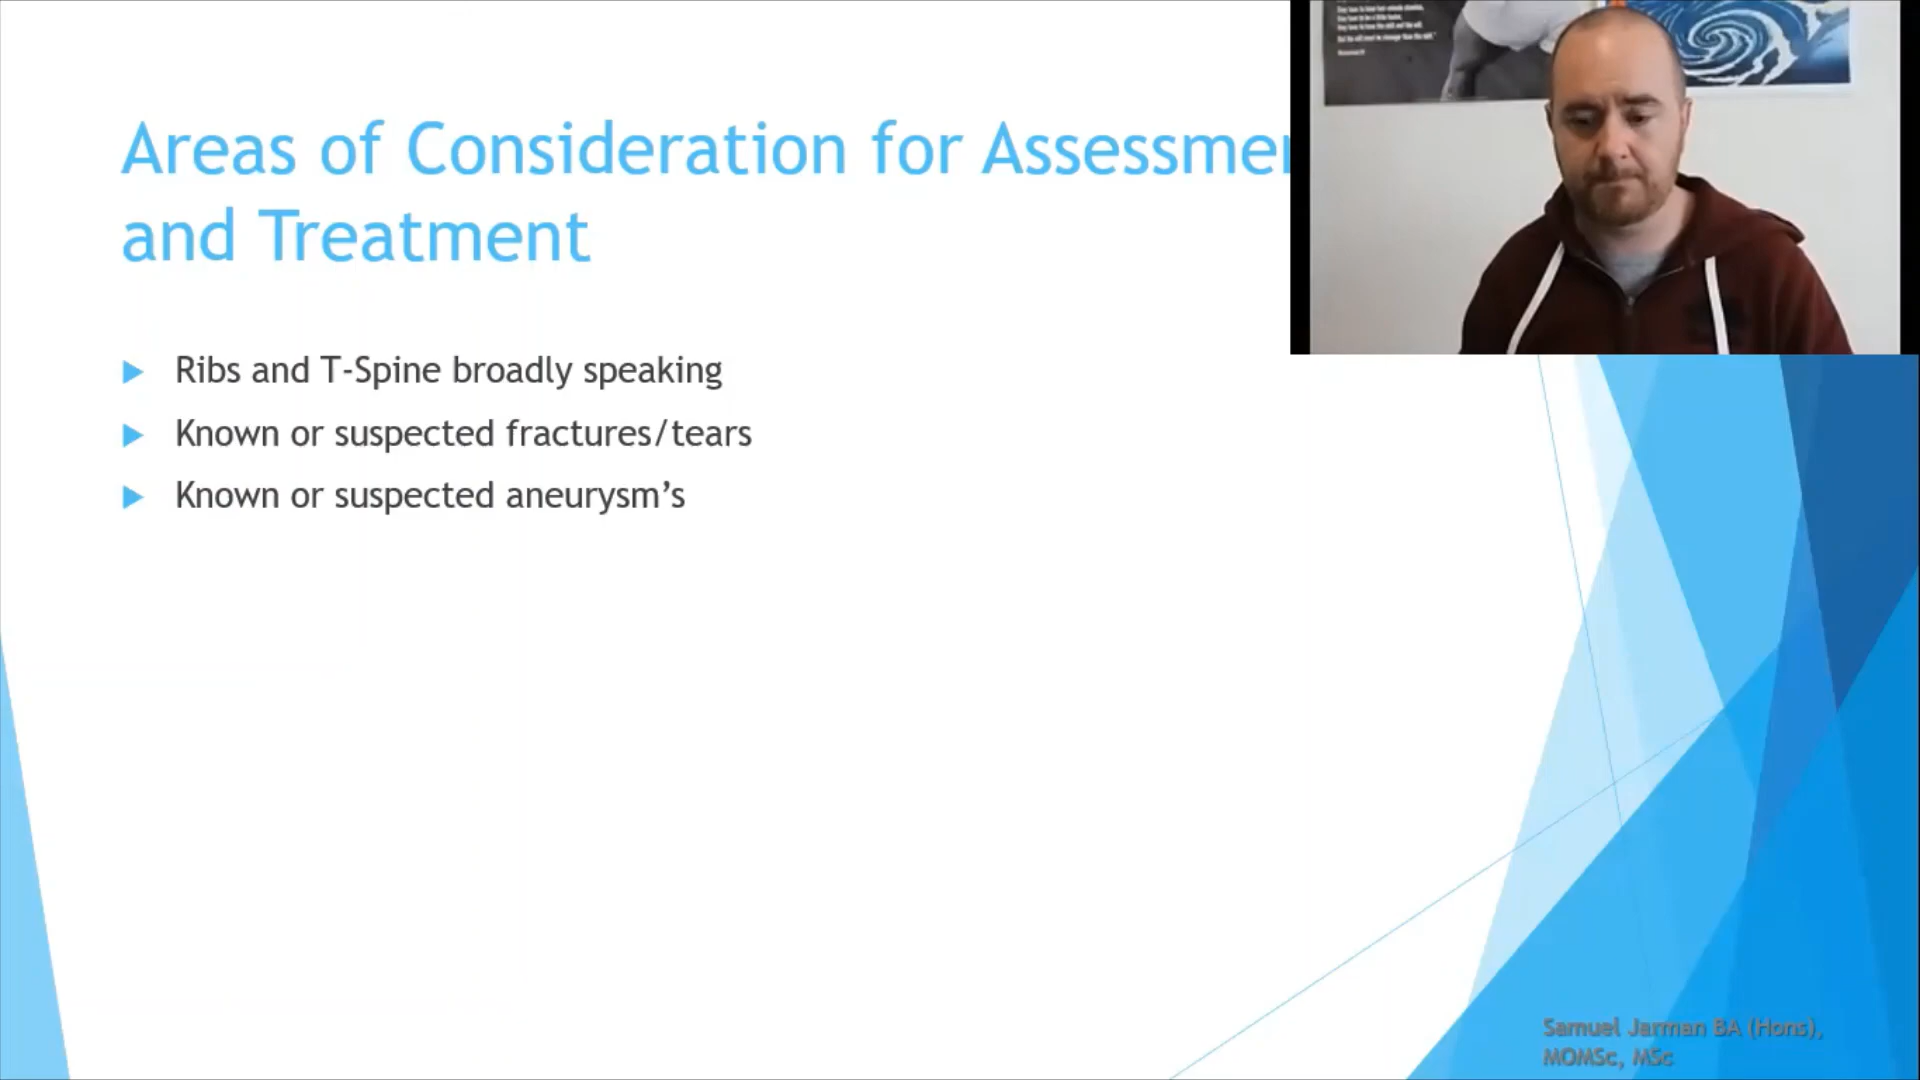 Areas of Consideration for Assessmen
and Treatment
Ribs and T-Spine broadly speaking
Known or suspected fractures/tears
Known or suspected aneurysm’s
Samuel Jarman BA (Hons),
MOMSc, MSc